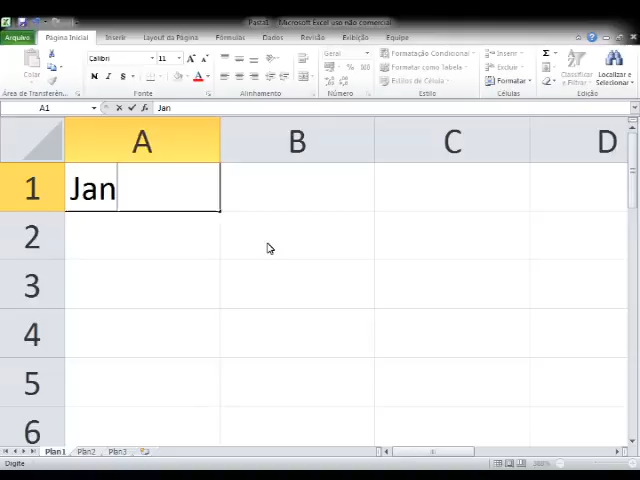 Pasta1 - Microsoft Excel uso não comercial
Arquivo Página Inicial Inserir Layout da Página Fórmulas Dados Revisão Exibição Equipe
Colar Calibri 11 Geral Formatação Condicional Inserir Σ
N I S Formatar como Tabela Excluir Classificar e Filtrar Localizar e Selecionar
% 000 Estilos de Célula Formatar
Área de Transferên... Fonte Alinhamento Número Estilo Células Edição
A1 fx Jan
A B C D
1 Jan
2
3
4
5
6
Plan1 Plan2 Plan3
Digite